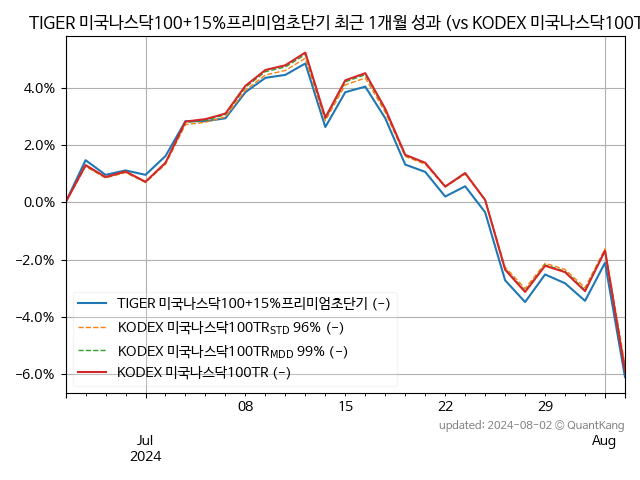 TIGER 미국나스닥100+15%프리미엄초단기 최근 1개월 성과 (vs KODEX 미국나스닥100T
4.0%
2.0%
0.0%
−2.0%
−4.0%
−6.0%
TIGER 미국나스닥100+15%프리미엄초단기 (-)
KODEX 미국나스닥100TR_STD 96% (-)
KODEX 미국나스닥100TR_MDD 99% (-)
KODEX 미국나스닥100TR (-)
08 15 22 29
updated: 2024-08-02 © QuantKang
Jul Aug
2024